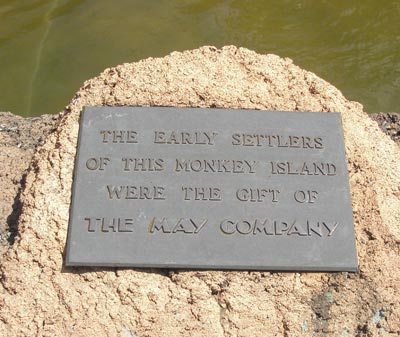 THE EARLY SETTLERS
OF THIS MONKEY ISLAND
WERE THE GIFT OF
THE MAY COMPANY